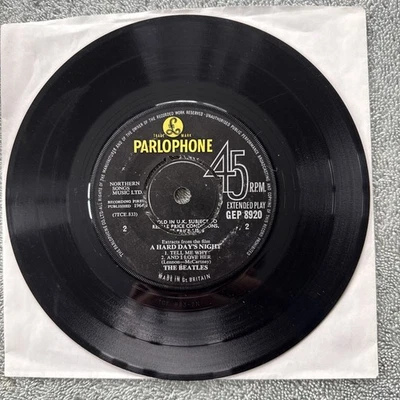 TRADE MARK
PARLOPHONE
45
R.P.M.
EXTENDED PLAY
GEP 8920
NORTHERN
SONGS
MUSIC LTD.
RECORDING FIRST
PUBLISHED
(7TCE.833)
SOLD IN U.K. SUBJECT TO
PRICE CONDITIONS,
2
2
Extracts from the film
A HARD DAY'S NIGHT
1. TELL ME WHY
2. AND I LOVE HER
(Lennon—McCartney)
THE BEATLES
MADE IN GT. BRITAIN